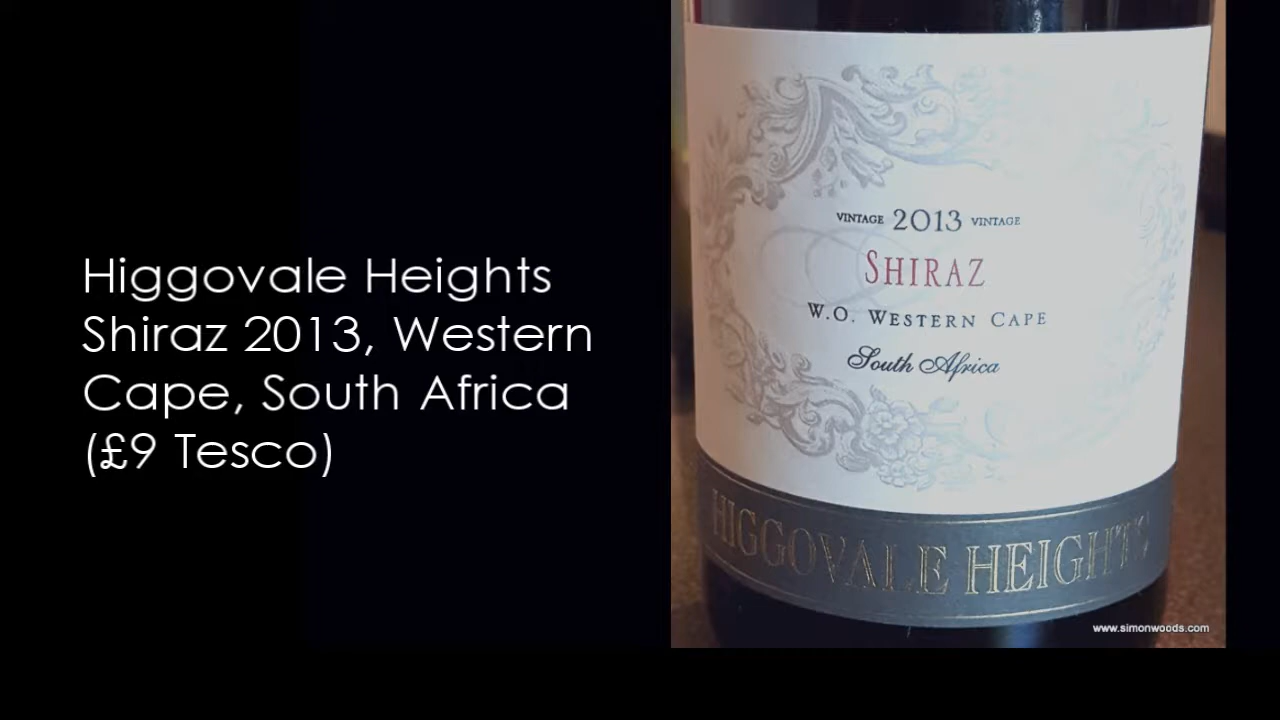 Higgovale Heights
Shiraz 2013, Western
Cape, South Africa
(£9 Tesco)
VINTAGE 2013 VINTAGE
SHIRAZ
W.O. WESTERN CAPE
South Africa
HIGGOVALE HEIGHTS
www.simonwoods.com